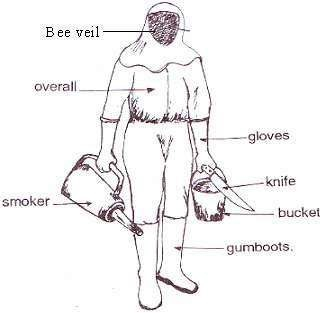 Bee veil
overall
gloves
knife
smoker
bucket
gumboots.